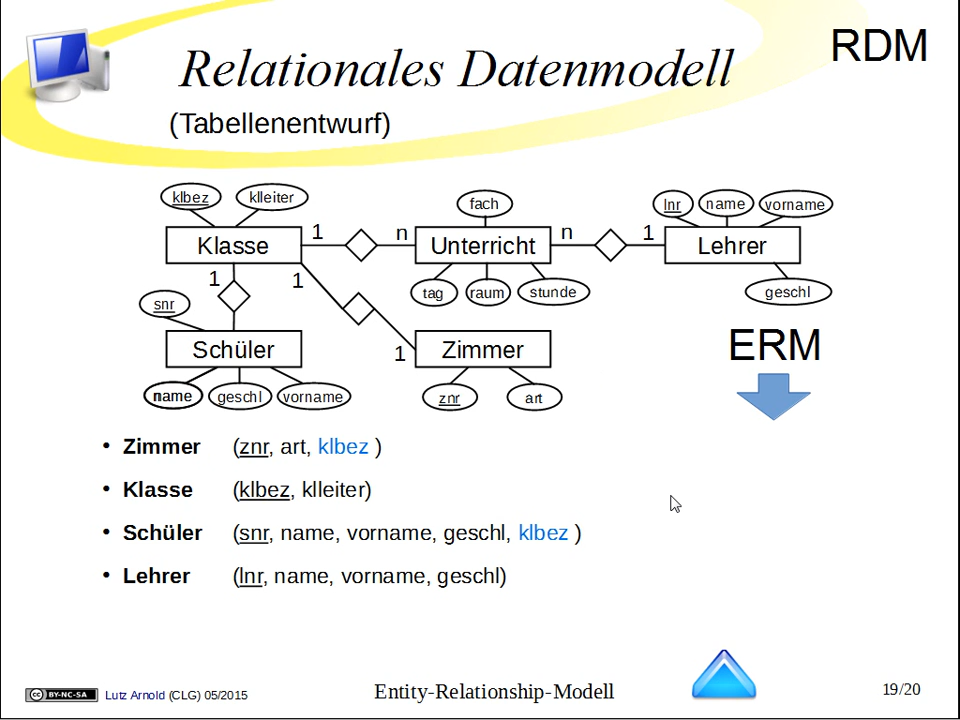 RDM
Relationales Datenmodell
(Tabellenentwurf)
klbez klleiter fach lnr name vorname
Klasse 1 n Unterricht n 1 Lehrer
1 1 tag raum stunde geschl
snr
Schüler 1 Zimmer ERM
name geschl vorname znr art
• Zimmer (znr, art, klbez )
• Klasse (klbez, klleiter)
• Schüler (snr, name, vorname, geschl, klbez )
• Lehrer (lnr, name, vorname, geschl)
cc BY-NC-SA Lutz Arnold (CLG) 05/2015 Entity-Relationship-Modell 19/20